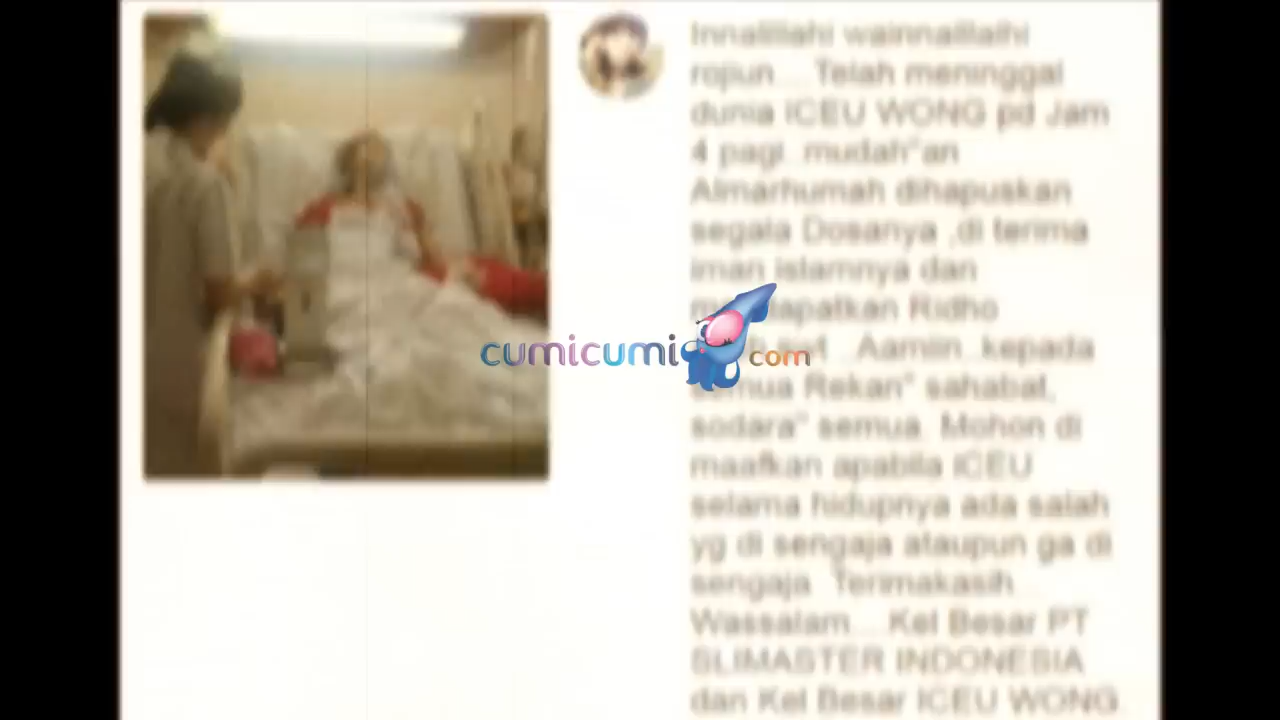 Innalillahi wainnalillaihi
rojiun.... Telah meninggal
dunia ICEU WONG pd Jam
4 pagi..mudah"an
Almarhumah dihapuskan
segala Dosanya ,di terima
iman islamnya dan
Ridho
Aamiin..kepada
semua Rekan" sahabat,
sodara" semua. Mohon di
maafkan apabila ICEU
selama hidupnya ada salah
yg di sengaja ataupun ga di
sengaja. Terimakasih...
Wassalam....Kel Besar PT
SLIMASTER INDONESIA
dan Kel Besar ICEU WONG.
cumicumi.com